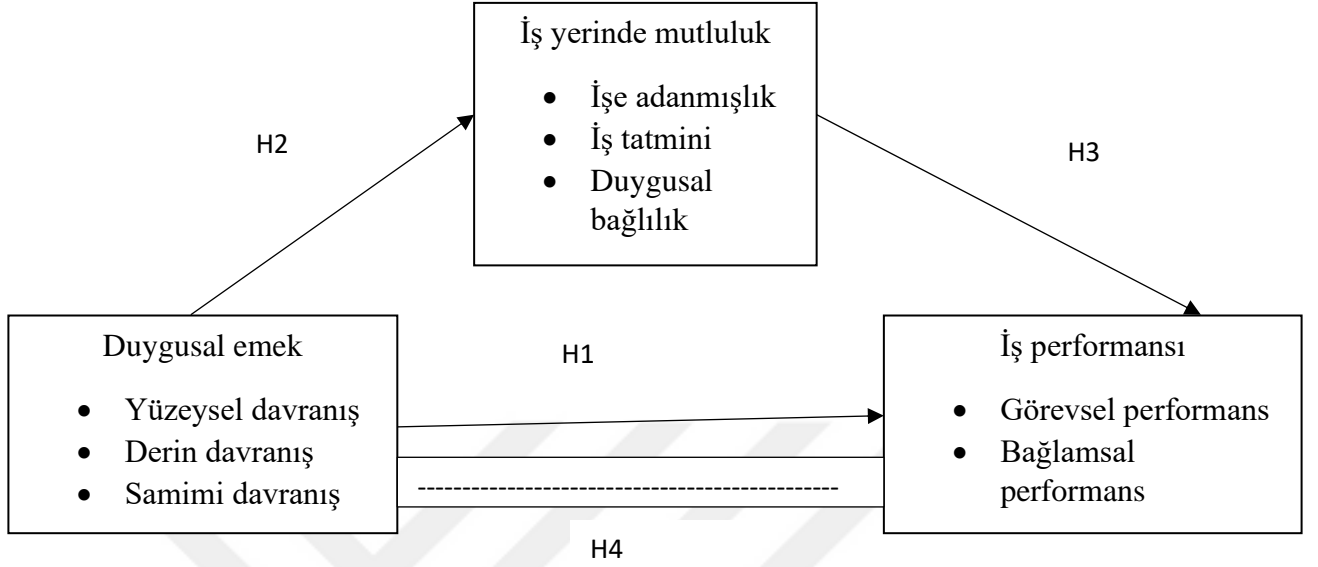 İş yerinde mutluluk
• İşe adanmışlık
• İş tatmini
• Duygusal
bağlılık
H2
H3
Duygusal emek
• Yüzeysel davranış
• Derin davranış
• Samimi davranış
H1
İş performansı
• Görevsel performans
• Bağlamsal
performans
H4